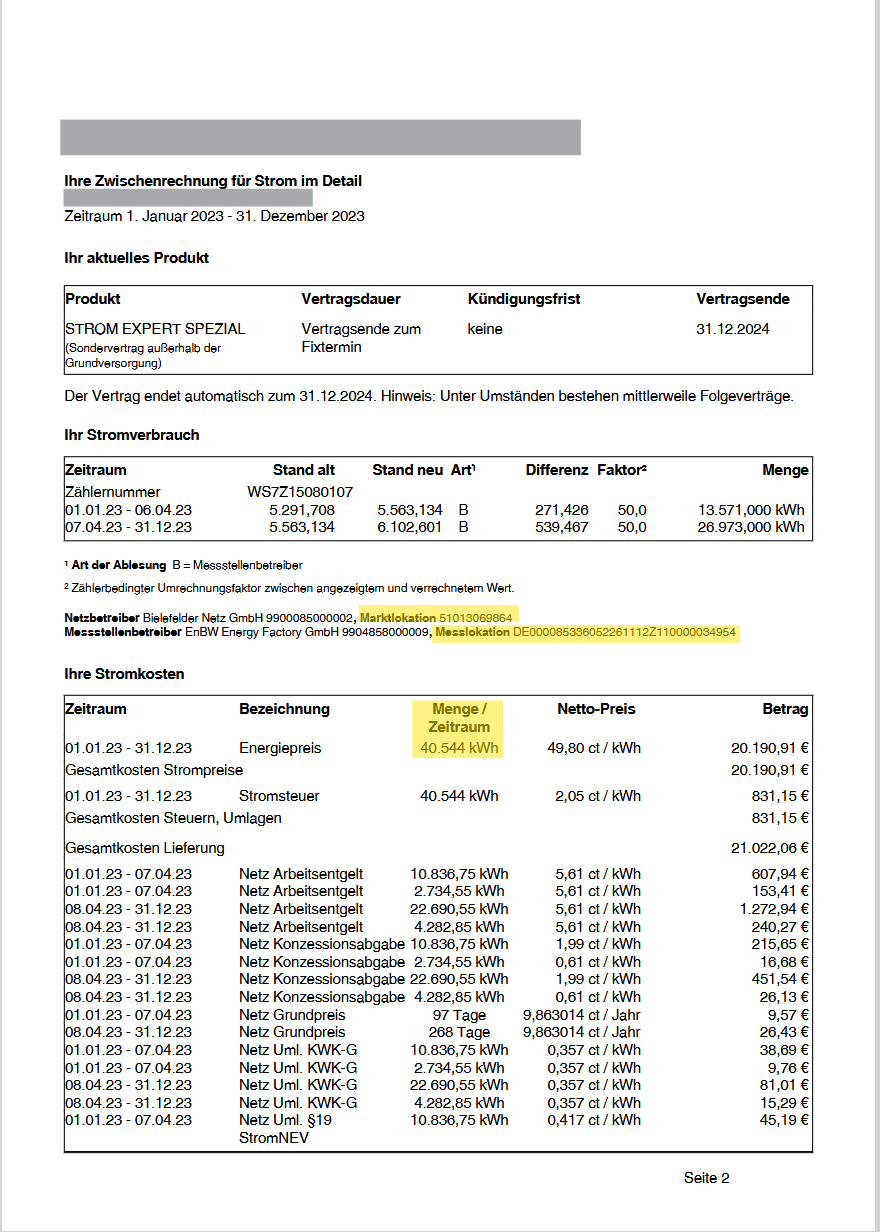 Ihre Zwischenrechnung für Strom im Detail
Zeitraum 1. Januar 2023 - 31. Dezember 2023
Ihr aktuelles Produkt
Produkt Vertragsdauer Kündigungsfrist Vertragsende
STROM EXPERT SPEZIAL Vertragsende zum keine 31.12.2024
(Sondervertrag außerhalb der Fixtermin
Grundversorgung)
Der Vertrag endet automatisch zum 31.12.2024. Hinweis: Unter Umständen bestehen mittlerweile Folgeverträge.
Ihr Stromverbrauch
Zeitraum Stand alt Stand neu Art¹ Differenz Faktor² Menge
Zählernummer WS7Z15080107
01.01.23 - 06.04.23 5.291,708 5.563,134 B 271,426 50,0 13.571,000 kWh
07.04.23 - 31.12.23 5.563,134 6.102,601 B 539,467 50,0 26.973,000 kWh
¹ Art der Ablesung B = Messstellenbetreiber
² Zählerbedingter Umrechnungsfaktor zwischen angezeigtem und verrechnetem Wert.
Netzbetreiber Bielefelder Netz GmbH 9900085000002, Marktlokation 51013069864
Messstellenbetreiber EnBW Energy Factory GmbH 9904858000009, Messlokation DE000085336052261112Z110000034954
Ihre Stromkosten
Zeitraum Bezeichnung Menge / Netto-Preis Betrag
Zeitraum
01.01.23 - 31.12.23 Energiepreis 40.544 kWh 49,80 ct / kWh 20.190,91 €
Gesamtkosten Strompreise 20.190,91 €
01.01.23 - 31.12.23 Stromsteuer 40.544 kWh 2,05 ct / kWh 831,15 €
Gesamtkosten Steuern, Umlagen 831,15 €
Gesamtkosten Lieferung 21.022,06 €
01.01.23 - 07.04.23 Netz Arbeitsentgelt 10.836,75 kWh 5,61 ct / kWh 607,94 €
01.01.23 - 07.04.23 Netz Arbeitsentgelt 2.734,55 kWh 5,61 ct / kWh 153,41 €
08.04.23 - 31.12.23 Netz Arbeitsentgelt 22.690,55 kWh 5,61 ct / kWh 1.272,94 €
08.04.23 - 31.12.23 Netz Arbeitsentgelt 4.282,85 kWh 5,61 ct / kWh 240,27 €
01.01.23 - 07.04.23 Netz Konzessionsabgabe 10.836,75 kWh 1,99 ct / kWh 215,65 €
01.01.23 - 07.04.23 Netz Konzessionsabgabe 2.734,55 kWh 0,61 ct / kWh 16,68 €
08.04.23 - 31.12.23 Netz Konzessionsabgabe 22.690,55 kWh 1,99 ct / kWh 451,54 €
08.04.23 - 31.12.23 Netz Konzessionsabgabe 4.282,85 kWh 0,61 ct / kWh 26,13 €
01.01.23 - 07.04.23 Netz Grundpreis 97 Tage 9,863014 ct / Jahr 9,57 €
08.04.23 - 31.12.23 Netz Grundpreis 268 Tage 9,863014 ct / Jahr 26,43 €
01.01.23 - 07.04.23 Netz Uml. KWK-G 10.836,75 kWh 0,357 ct / kWh 38,69 €
01.01.23 - 07.04.23 Netz Uml. KWK-G 2.734,55 kWh 0,357 ct / kWh 9,76 €
08.04.23 - 31.12.23 Netz Uml. KWK-G 22.690,55 kWh 0,357 ct / kWh 81,01 €
08.04.23 - 31.12.23 Netz Uml. KWK-G 4.282,85 kWh 0,357 ct / kWh 15,29 €
01.01.23 - 07.04.23 Netz Uml. §19 10.836,75 kWh 0,417 ct / kWh 45,19 €
StromNEV
Seite 2